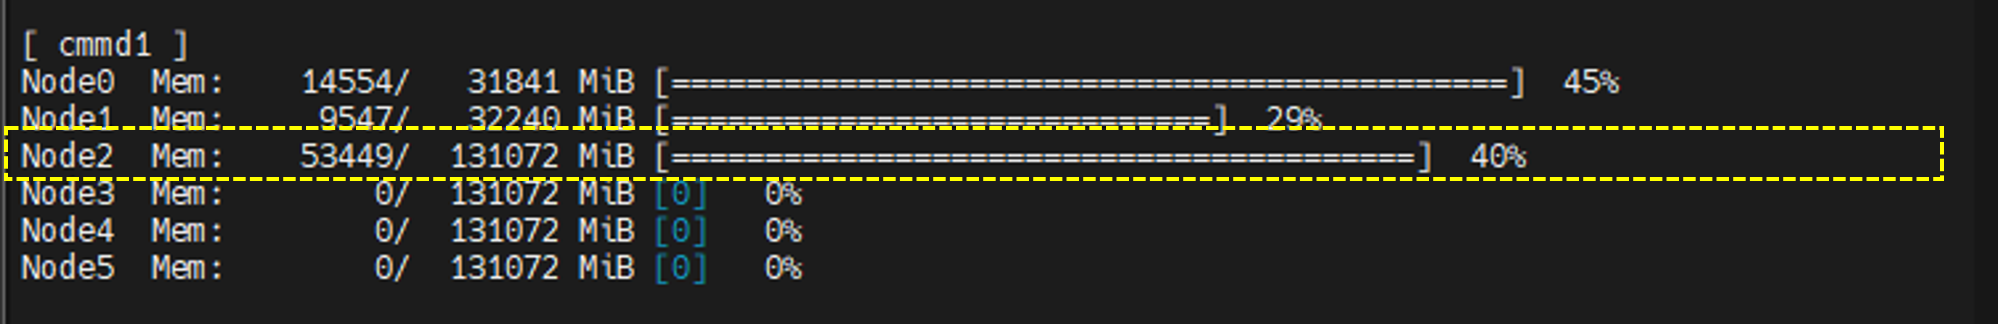 [ cmmd1 ]
Node0  Mem:    14554/   31841 MiB [=============================================]  45%
Node1  Mem:     9547/   32240 MiB [=============================]  29%
Node2  Mem:    53449/  131072 MiB [========================================]  40%
Node3  Mem:        0/  131072 MiB [0]   0%
Node4  Mem:        0/  131072 MiB [0]   0%
Node5  Mem:        0/  131072 MiB [0]   0%